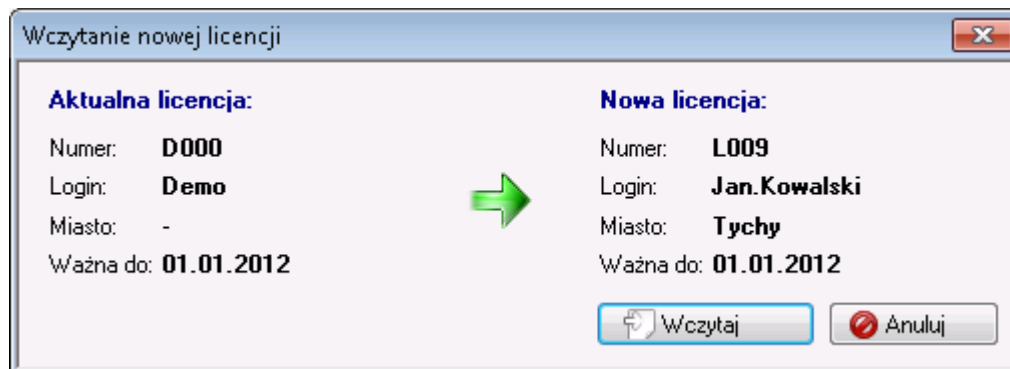 Wczytanie nowej licencji
Aktualna licencja:
Numer: D000
Login: Demo
Miasto: -
Ważna do: 01.01.2012
Nowa licencja:
Numer: L009
Login: Jan.Kowalski
Miasto: Tychy
Ważna do: 01.01.2012
Wczytaj
Anuluj